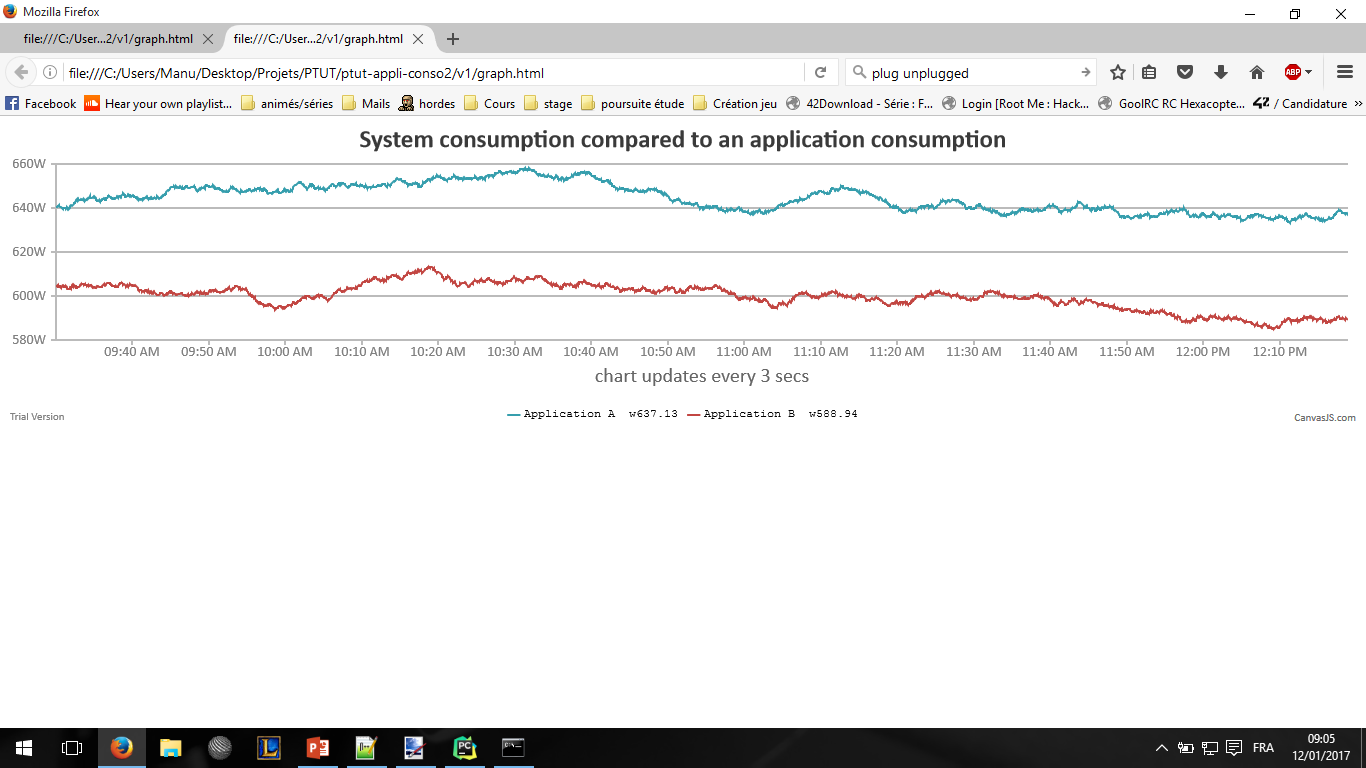 Mozilla Firefox
file:///C:/User...2/v1/graph.html file:///C:/User...2/v1/graph.html
file:///C:/Users/Manu/Desktop/Projets/PTUT/ptut-appli-conso2/v1/graph.html plug unplugged ABP
Facebook Hear your own playlist... animés/séries Mails hordes Cours stage poursuite étude Création jeu 42Download - Série : F... Login [Root Me : Hack... GoolRC RC Hexacopte... 42 / Candidature »
System consumption compared to an application consumption
660W
640W
620W
600W
580W
09:40 AM 09:50 AM 10:00 AM 10:10 AM 10:20 AM 10:30 AM 10:40 AM 10:50 AM 11:00 AM 11:10 AM 11:20 AM 11:30 AM 11:40 AM 11:50 AM 12:00 PM 12:10 PM
chart updates every 3 secs
Application A w637.13 Application B w588.94
Trial Version CanvasJS.com
FRA 09:05
12/01/2017